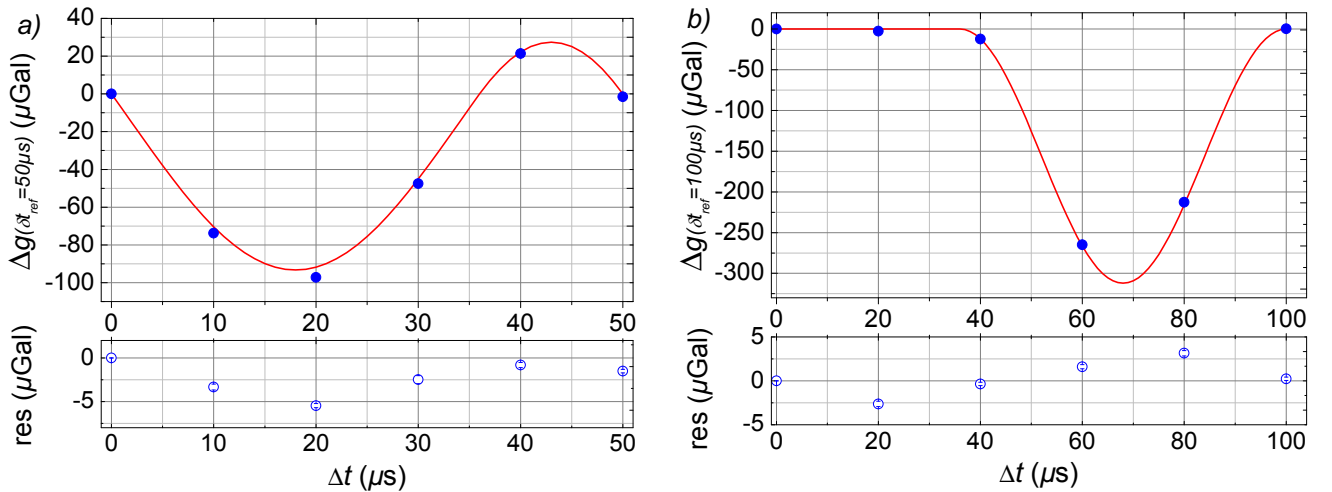 a)
Δg(δt_ref=50µs) (µGal)
40
20
0
-20
-40
-60
-80
-100
0 10 20 30 40 50
res (µGal)
0
-5
0 10 20 30 40 50
Δt (µs)
b)
Δg(δt_ref=100µs) (µGal)
0
-50
-100
-150
-200
-250
-300
0 20 40 60 80 100
res (µGal)
5
0
-5
0 20 40 60 80 100
Δt (µs)